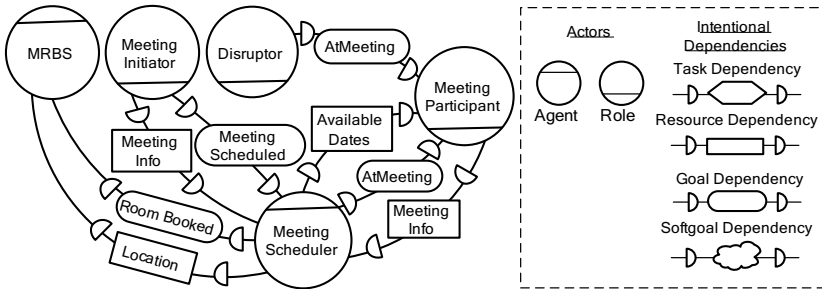 MRBS
Meeting
Initiator
Disruptor
AtMeeting
Meeting
Participant
Meeting
Info
Meeting
Scheduled
Available
Dates
AtMeeting
Room Booked
Meeting
Scheduler
Meeting
Info
Location
Actors
Agent
Role
Intentional
Dependencies
Task Dependency
Resource Dependency
Goal Dependency
Softgoal Dependency